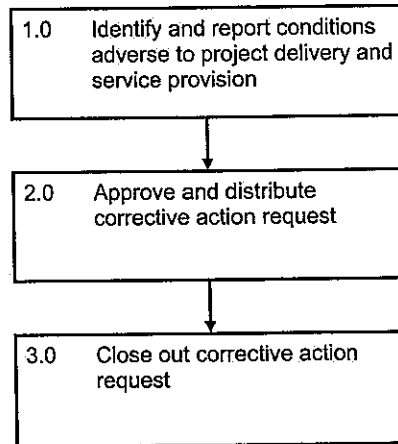 1.0 Identify and report conditions
adverse to project delivery and
service provision
2.0 Approve and distribute
corrective action request
3.0 Close out corrective action
request